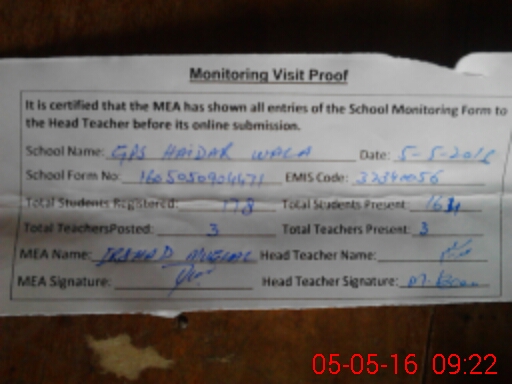 Monitoring Visit Proof
It is certified that the MEA has shown all entries of the School Monitoring Form to
the Head Teacher before its online submission.
School Name: GPS HAIDAR WALA Date: 5-5-2016
School Form No: EMIS Code:
Total Students Registered: 178 Total Students Present:
Total TeachersPosted: 3 Total Teachers Present: 3
MEA Name: Head Teacher Name:
MEA Signature: Head Teacher Signature:
05-05-16 09:22